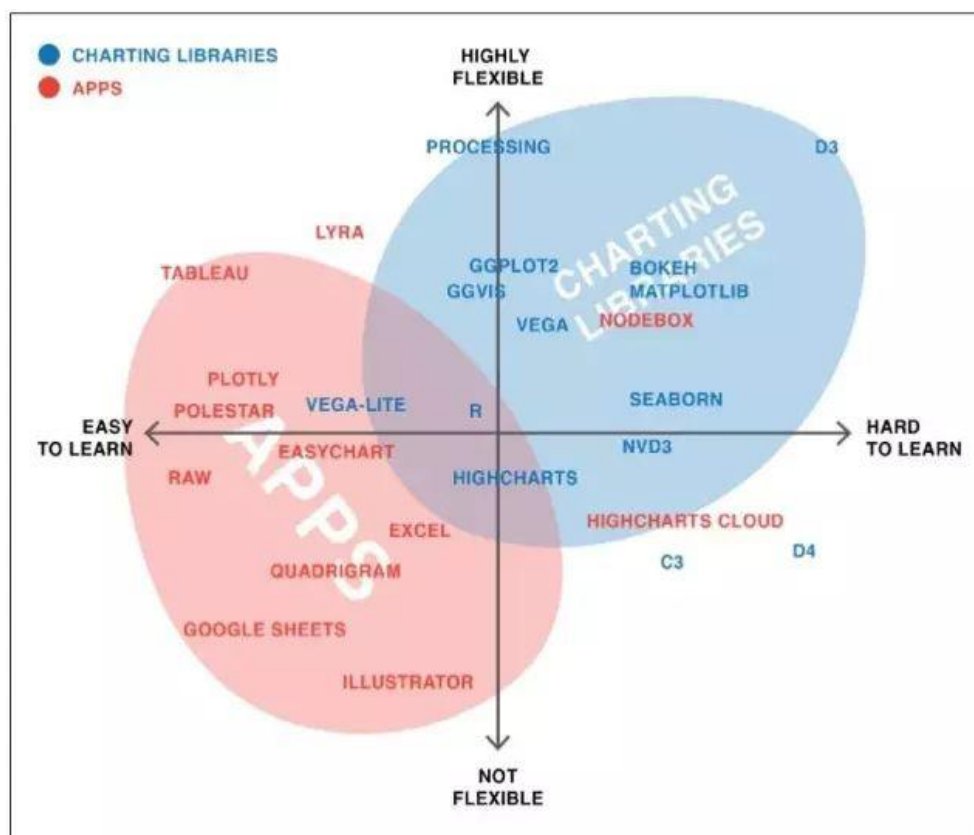 CHARTING LIBRARIES
APPS
HIGHLY
FLEXIBLE
PROCESSING
D3
CHARTING
LIBRARIES
LYRA
TABLEAU
GGPLOT2
BOKEH
GGVIS
MATPLOTLIB
VEGA
NODEBOX
PLOTLY
POLESTAR
VEGA-LITE
R
SEABORN
EASY
TO LEARN
HARD
TO LEARN
APPS
EASYCHART
NVD3
RAW
HIGHCHARTS
EXCEL
HIGHCHARTS CLOUD
D4
C3
QUADRIGRAM
GOOGLE SHEETS
ILLUSTRATOR
NOT
FLEXIBLE